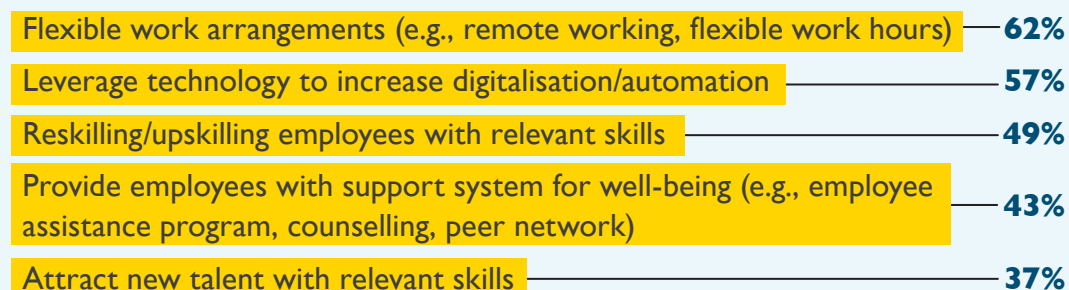 Flexible work arrangements (e.g., remote working, flexible work hours) 62%
Leverage technology to increase digitalisation/automation 57%
Reskilling/upskilling employees with relevant skills 49%
Provide employees with support system for well-being (e.g., employee
assistance program, counselling, peer network) 43%
Attract new talent with relevant skills 37%